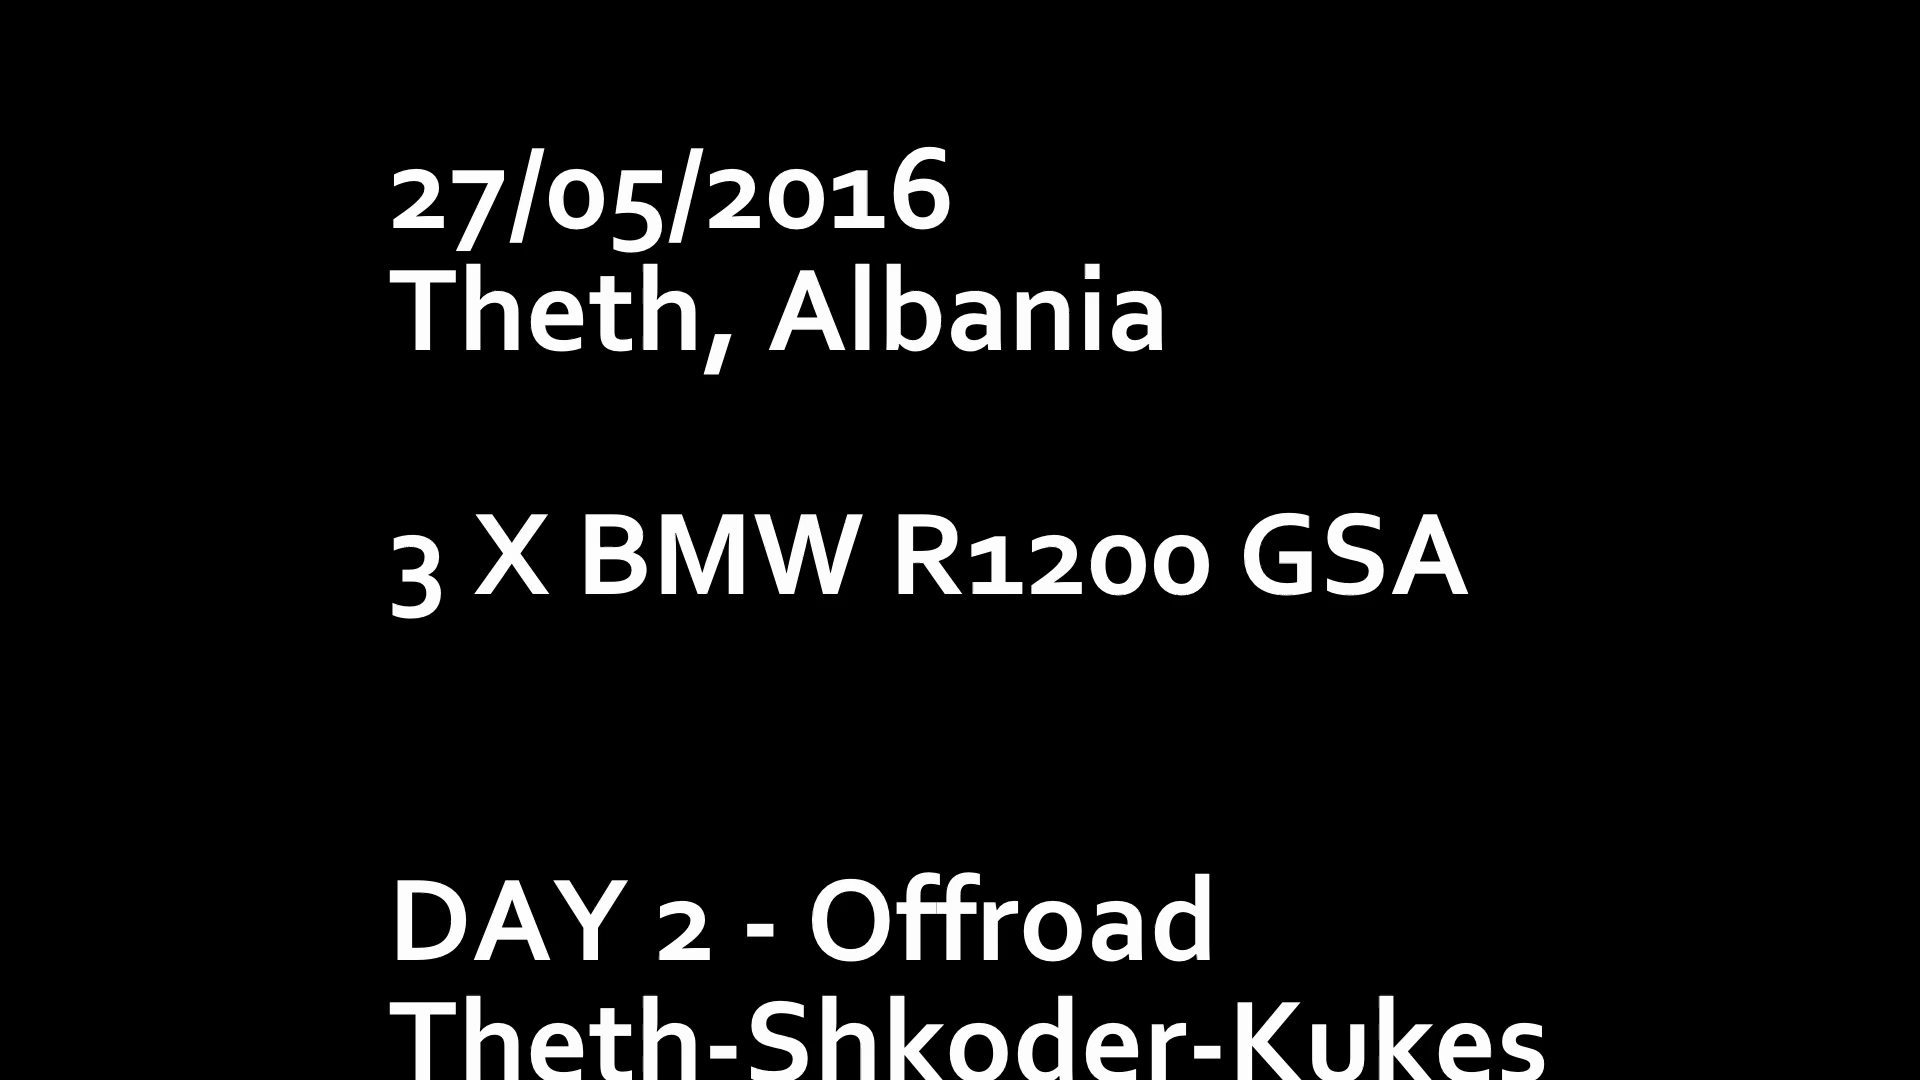 27/05/2016
Theth, Albania
3 X BMW R1200 GSA
DAY 2 - Offroad
Theth-Shkoder-Kukes